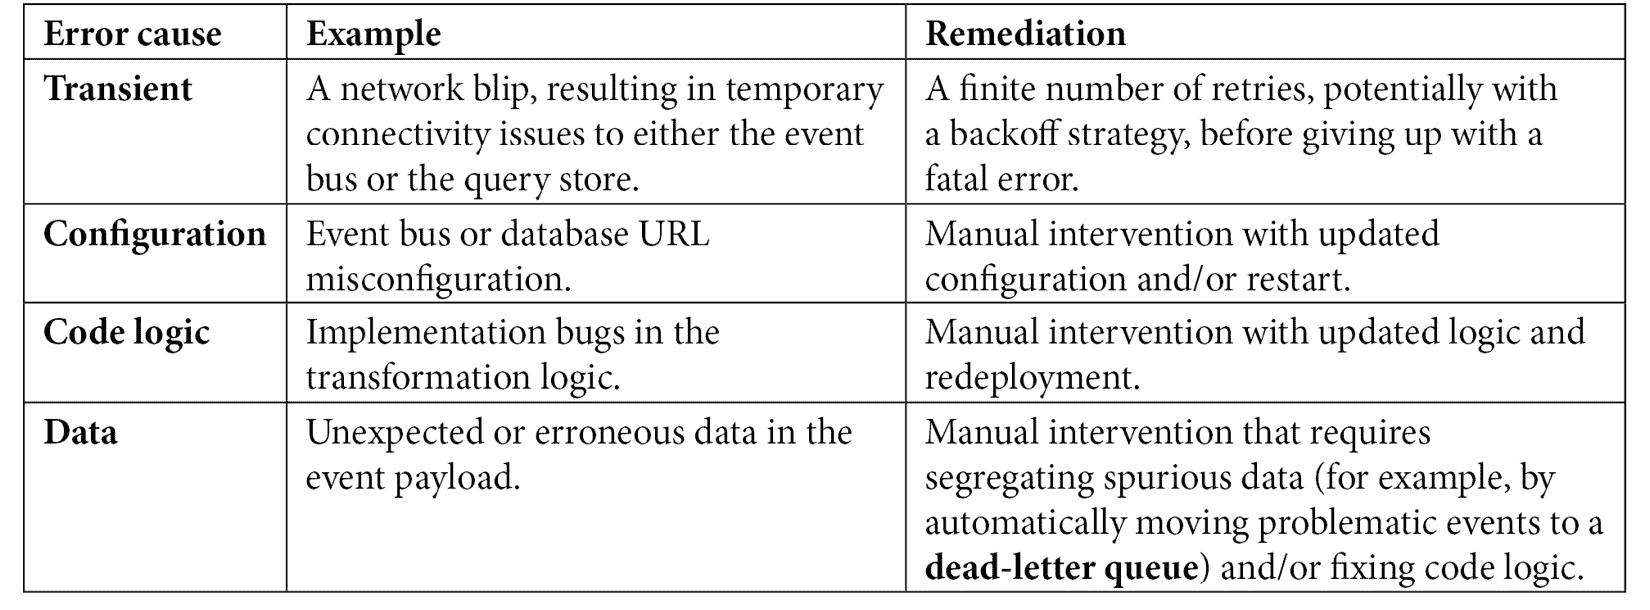 Error cause
Example
Remediation
Transient
A network blip, resulting in temporary
connectivity issues to either the event
bus or the query store.
A finite number of retries, potentially with
a backoff strategy, before giving up with a
fatal error.
Configuration
Event bus or database URL
misconfiguration.
Manual intervention with updated
configuration and/or restart.
Code logic
Implementation bugs in the
transformation logic.
Manual intervention with updated logic and
redeployment.
Data
Unexpected or erroneous data in the
event payload.
Manual intervention that requires
segregating spurious data (for example, by
automatically moving problematic events to a
dead-letter queue) and/or fixing code logic.